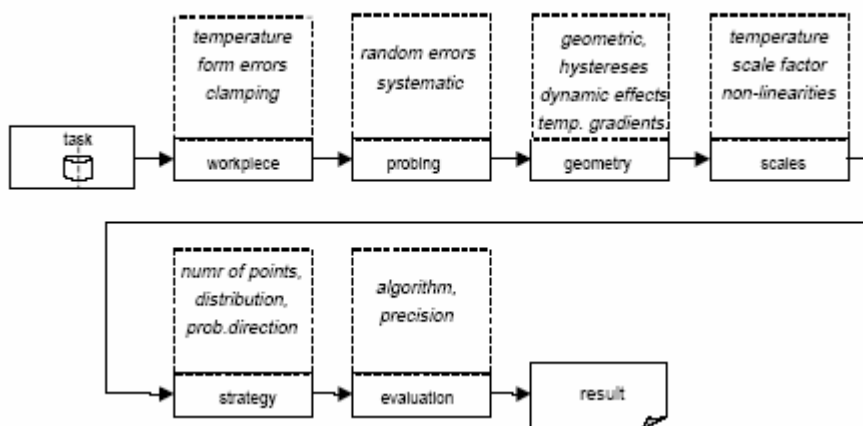 task
temperature
form errors
clamping
workpiece
random errors
systematic
probing
geometric,
hystereses
dynamic effects
temp. gradients
geometry
temperature
scale factor
non-linearities
scales
numr of points,
distribution,
prob.direction
strategy
algorithm,
precision
evaluation
result